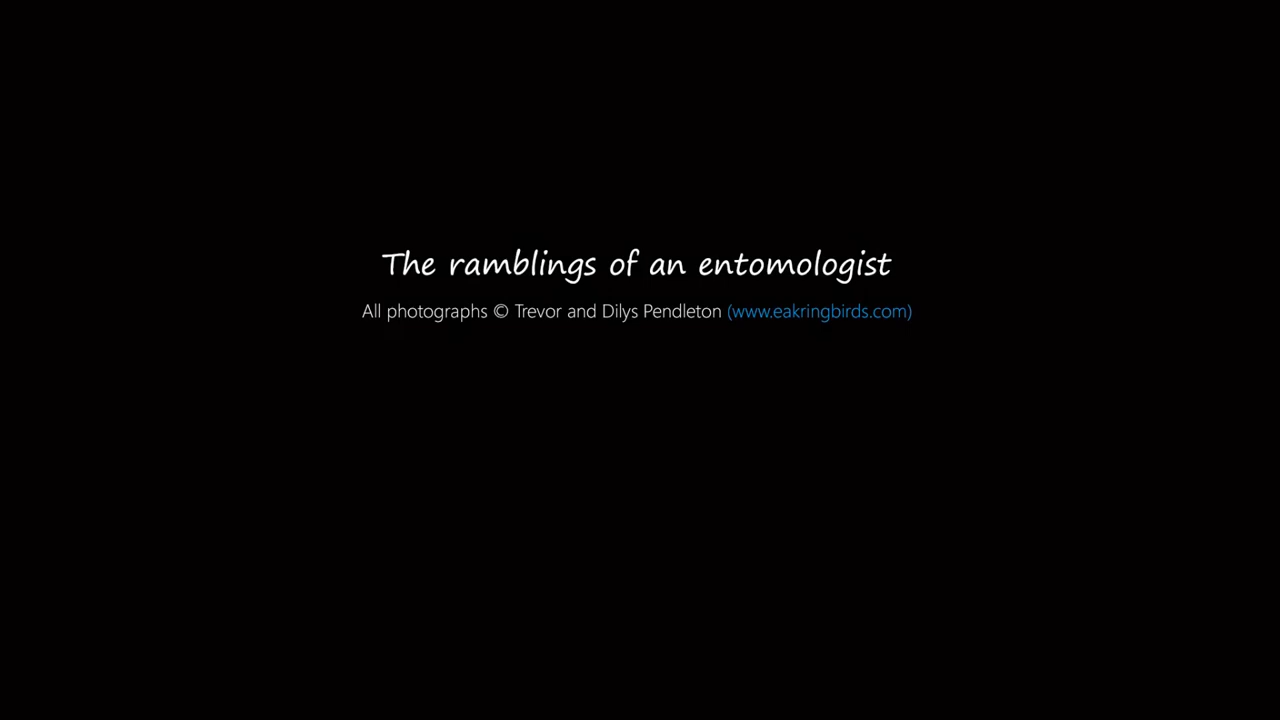 The ramblings of an entomologist
All photographs © Trevor and Dilys Pendleton (www.eakringbirds.com)